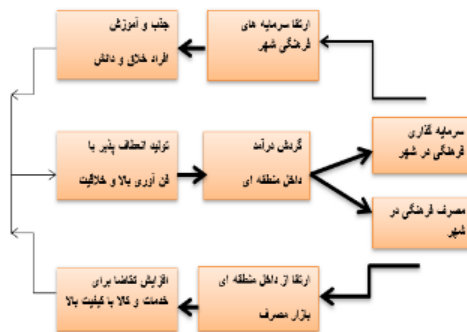 ارتقا سرمایه های
فرهنگی شهر
جذب و آموزش
افراد خلاق و دانش
سرمایه گذاری
فرهنگی در شهر
گردش درآمد
داخل منطقه ای
تولید انعطاف پذیر با
فن آوری بالا و خلاقیت
مصرف فرهنگی در
شهر
ارتقا از داخل منطقه ای
بازار مصرف
افزایش تقاضا برای
خدمات و کالا با کیفیت بالا